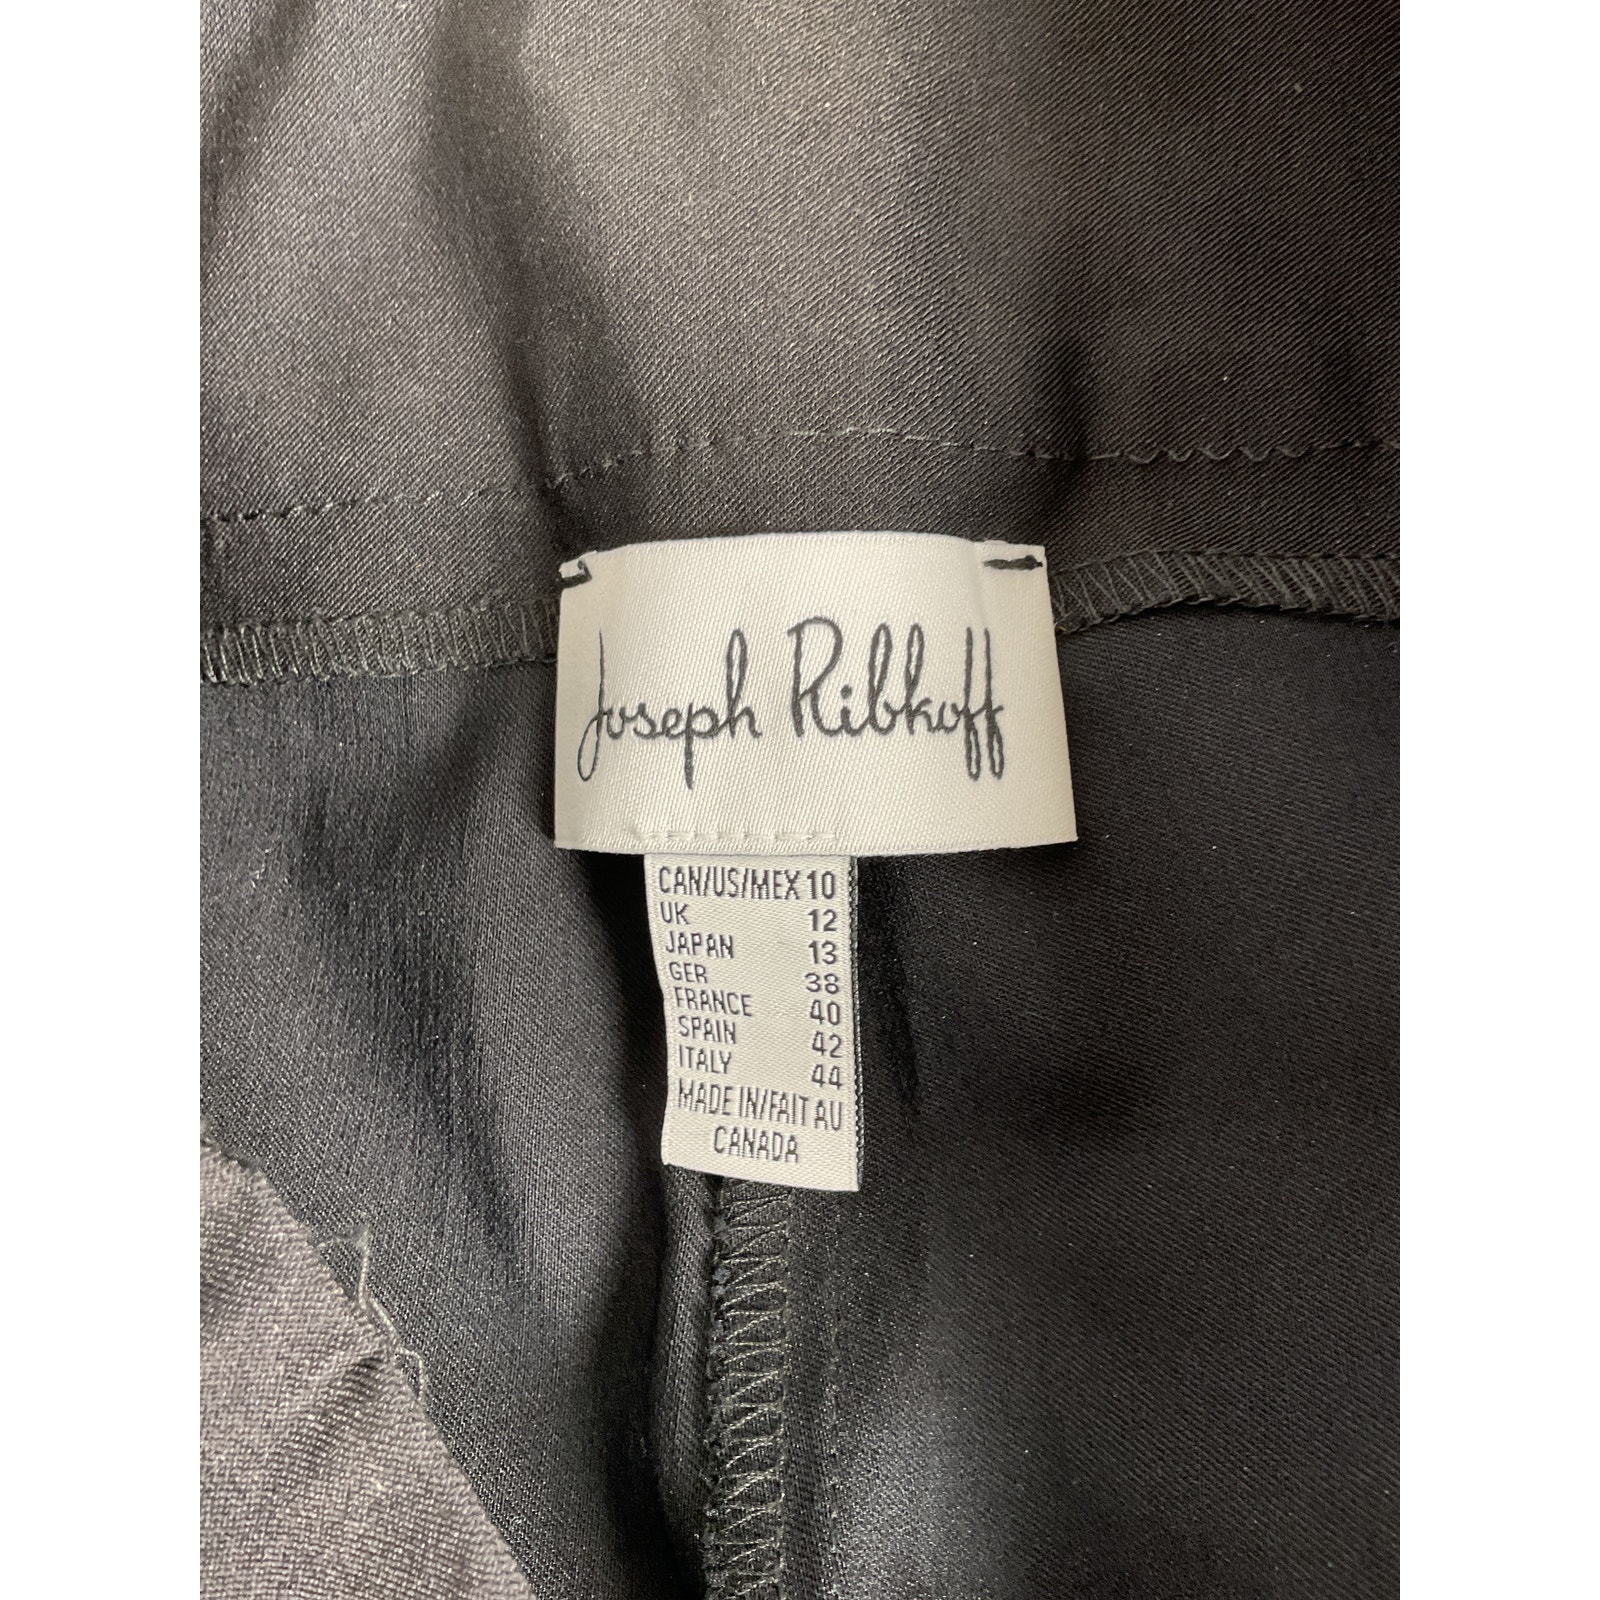 Joseph Ribkoff
CAN/US/MEX 10
UK 12
JAPAN 13
GER 38
FRANCE 40
SPAIN 42
ITALY 44
MADE IN/FAIT AU
CANADA